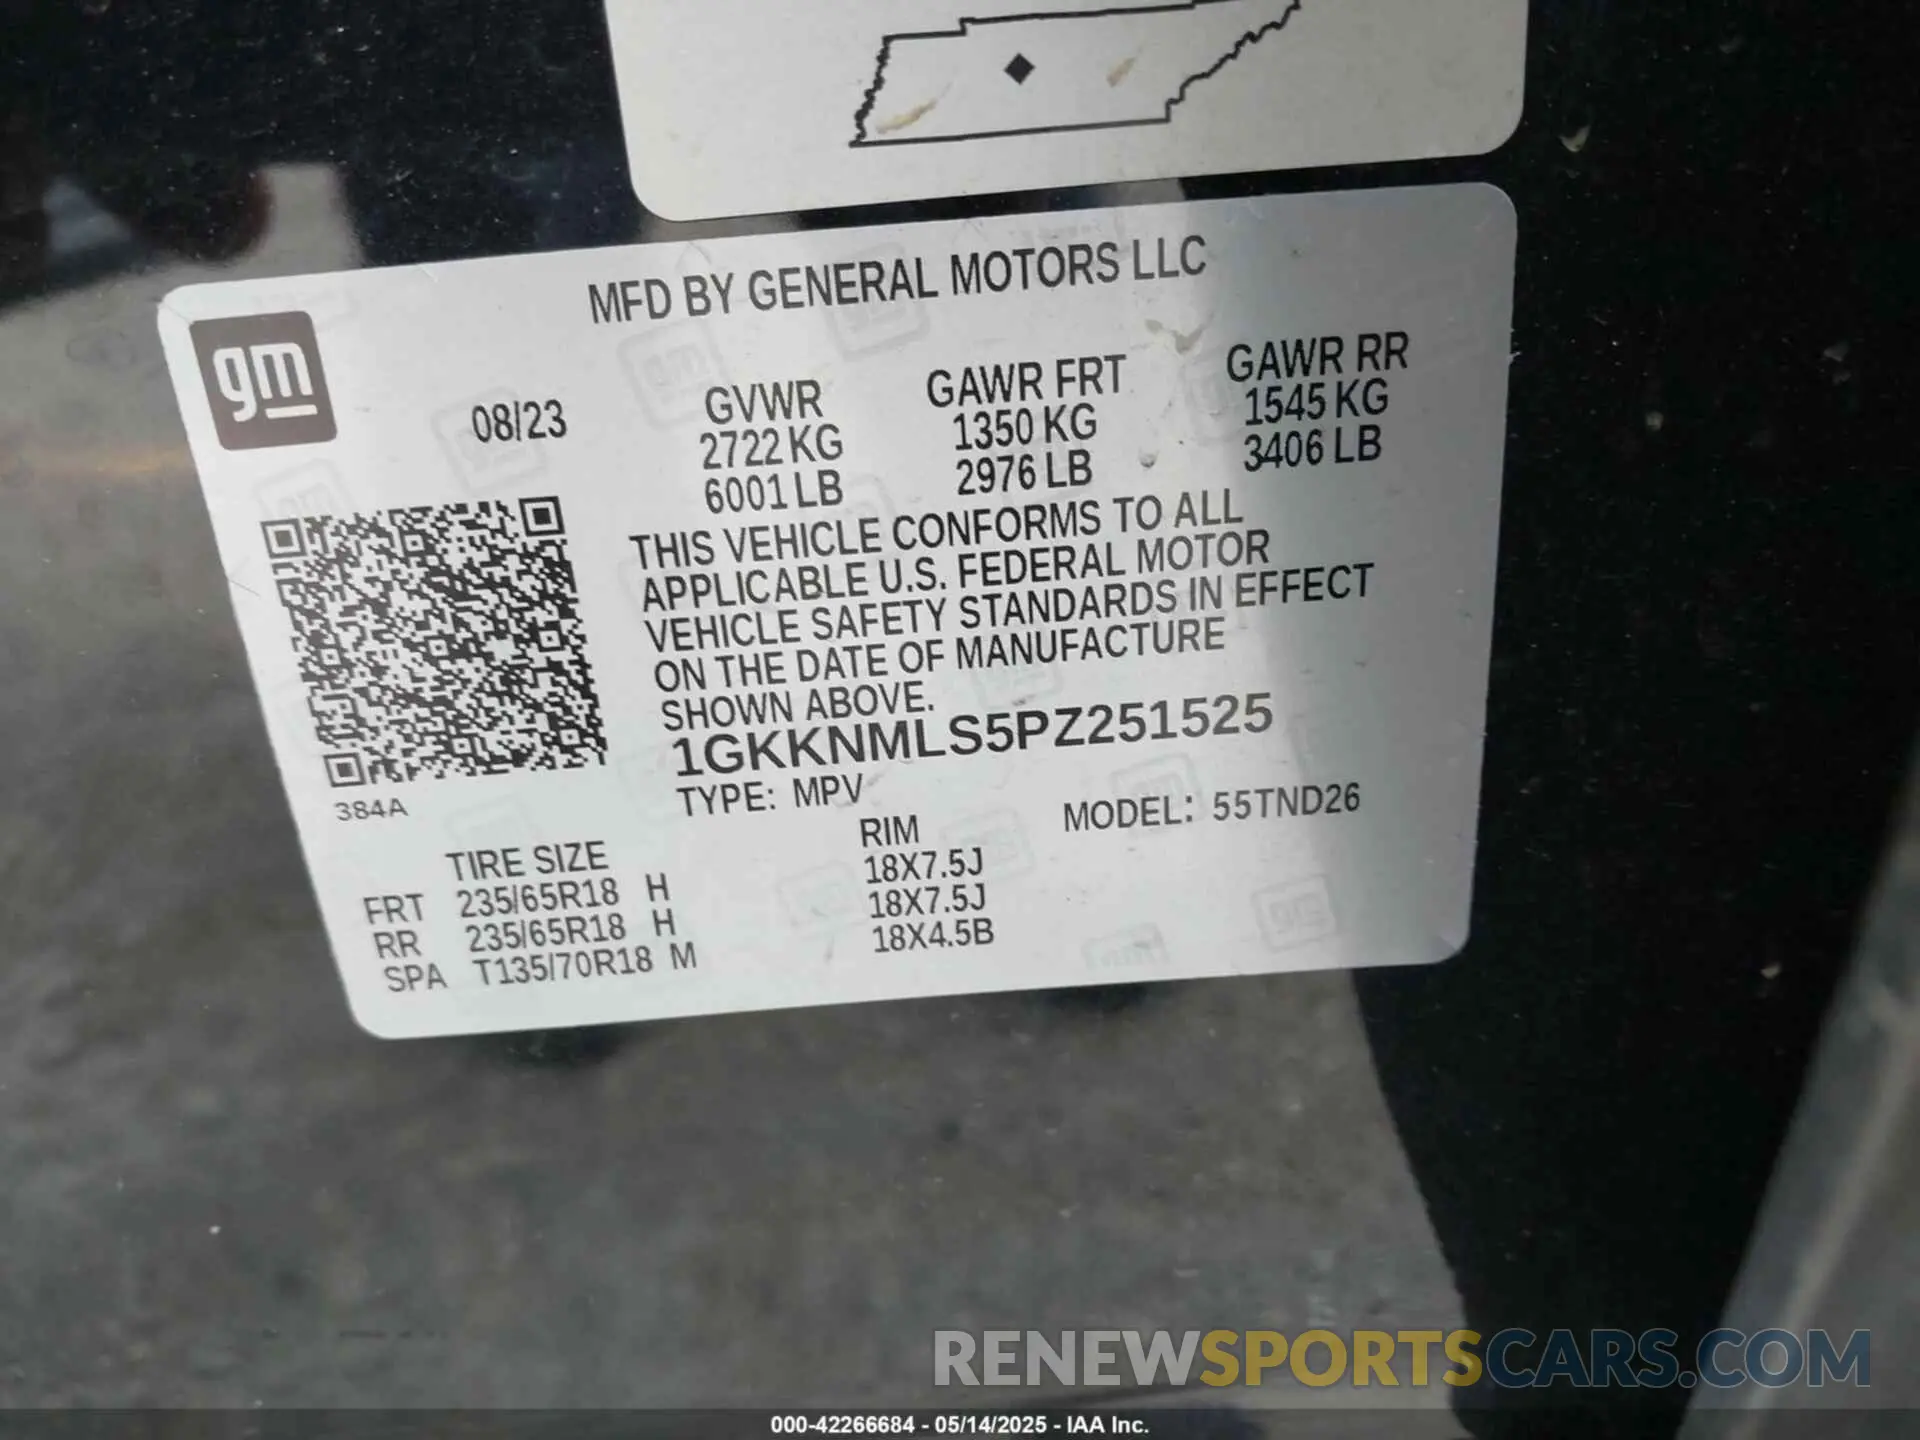 MFD BY GENERAL MOTORS LLC
gm
08/23
GVWR
2722 KG
6001 LB
GAWR FRT
1350 KG
2976 LB
GAWR RR
1545 KG
3406 LB
THIS VEHICLE CONFORMS TO ALL
APPLICABLE U.S. FEDERAL MOTOR
VEHICLE SAFETY STANDARDS IN EFFECT
ON THE DATE OF MANUFACTURE
SHOWN ABOVE.
1GKKNMLS5PZ251525
TYPE: MPV
MODEL: 55TND26
384A
TIRE SIZE RIM
FRT 235/65R18 H 18X7.5J
RR 235/65R18 H 18X7.5J
SPA T135/70R18 M 18X4.5B
RENEWSPORTSCARS.COM
000-42266684 - 05/14/2025 - IAA Inc.